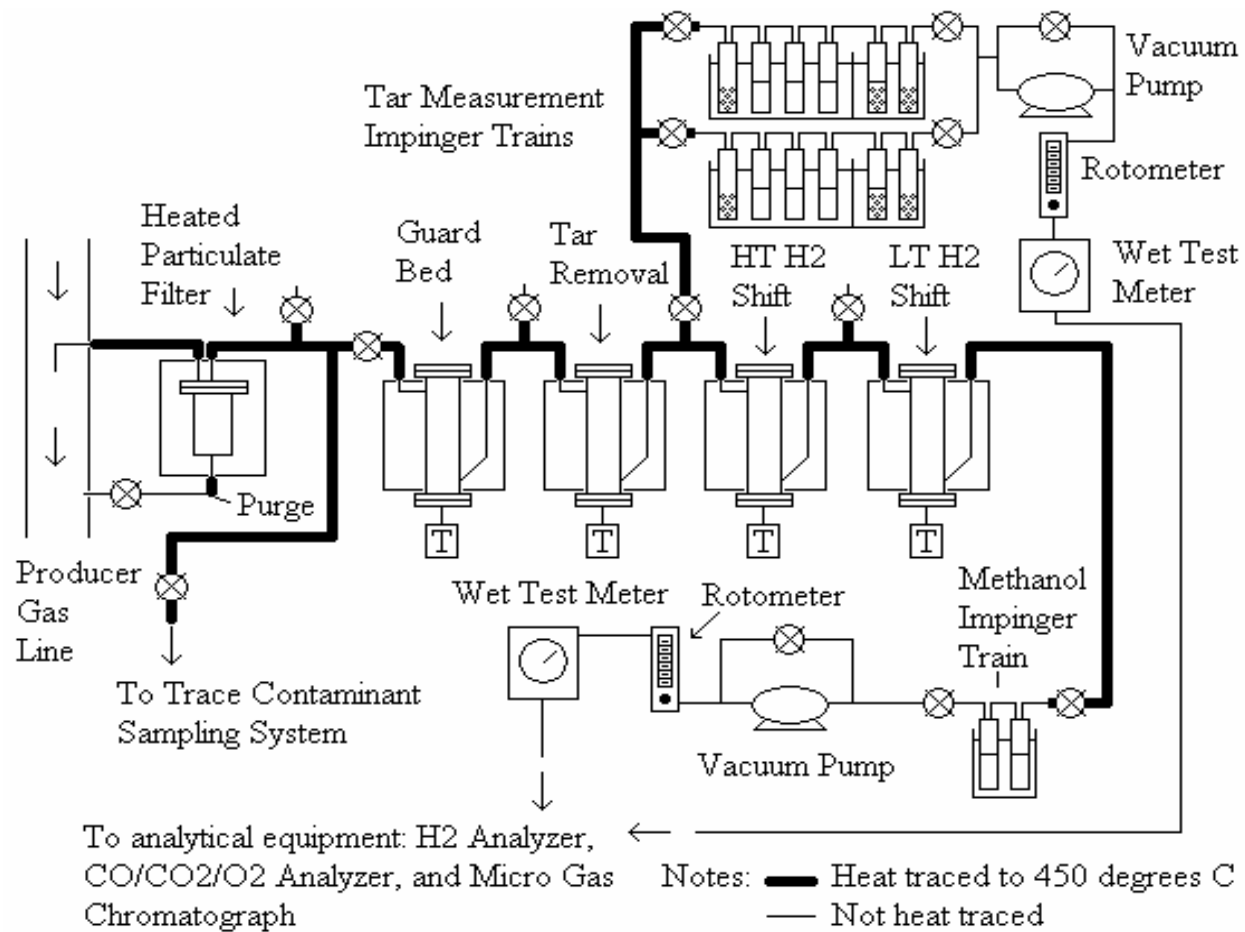 Tar Measurement
Impinger Trains
Vacuum
Pump
Rotometer
Wet Test
Meter
Heated
Particulate
Filter
Guard
Bed
Tar
Removal
HT H2
Shift
LT H2
Shift
Purge
T
T
T
T
Producer
Gas
Line
To Trace Contaminant
Sampling System
Wet Test Meter
Rotometer
Vacuum Pump
Methanol
Impinger
Train
To analytical equipment: H2 Analyzer,
CO/CO2/O2 Analyzer, and Micro Gas
Chromatograph
Notes:
Heat traced to 450 degrees C
Not heat traced